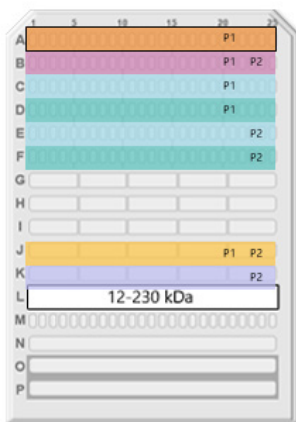 1 5 10 15 20 25
A P1
B P1 P2
C P1
D P1
E P2
F P2
G
H
I
J P1 P2
K P2
L 12-230 kDa
M
N
O
P